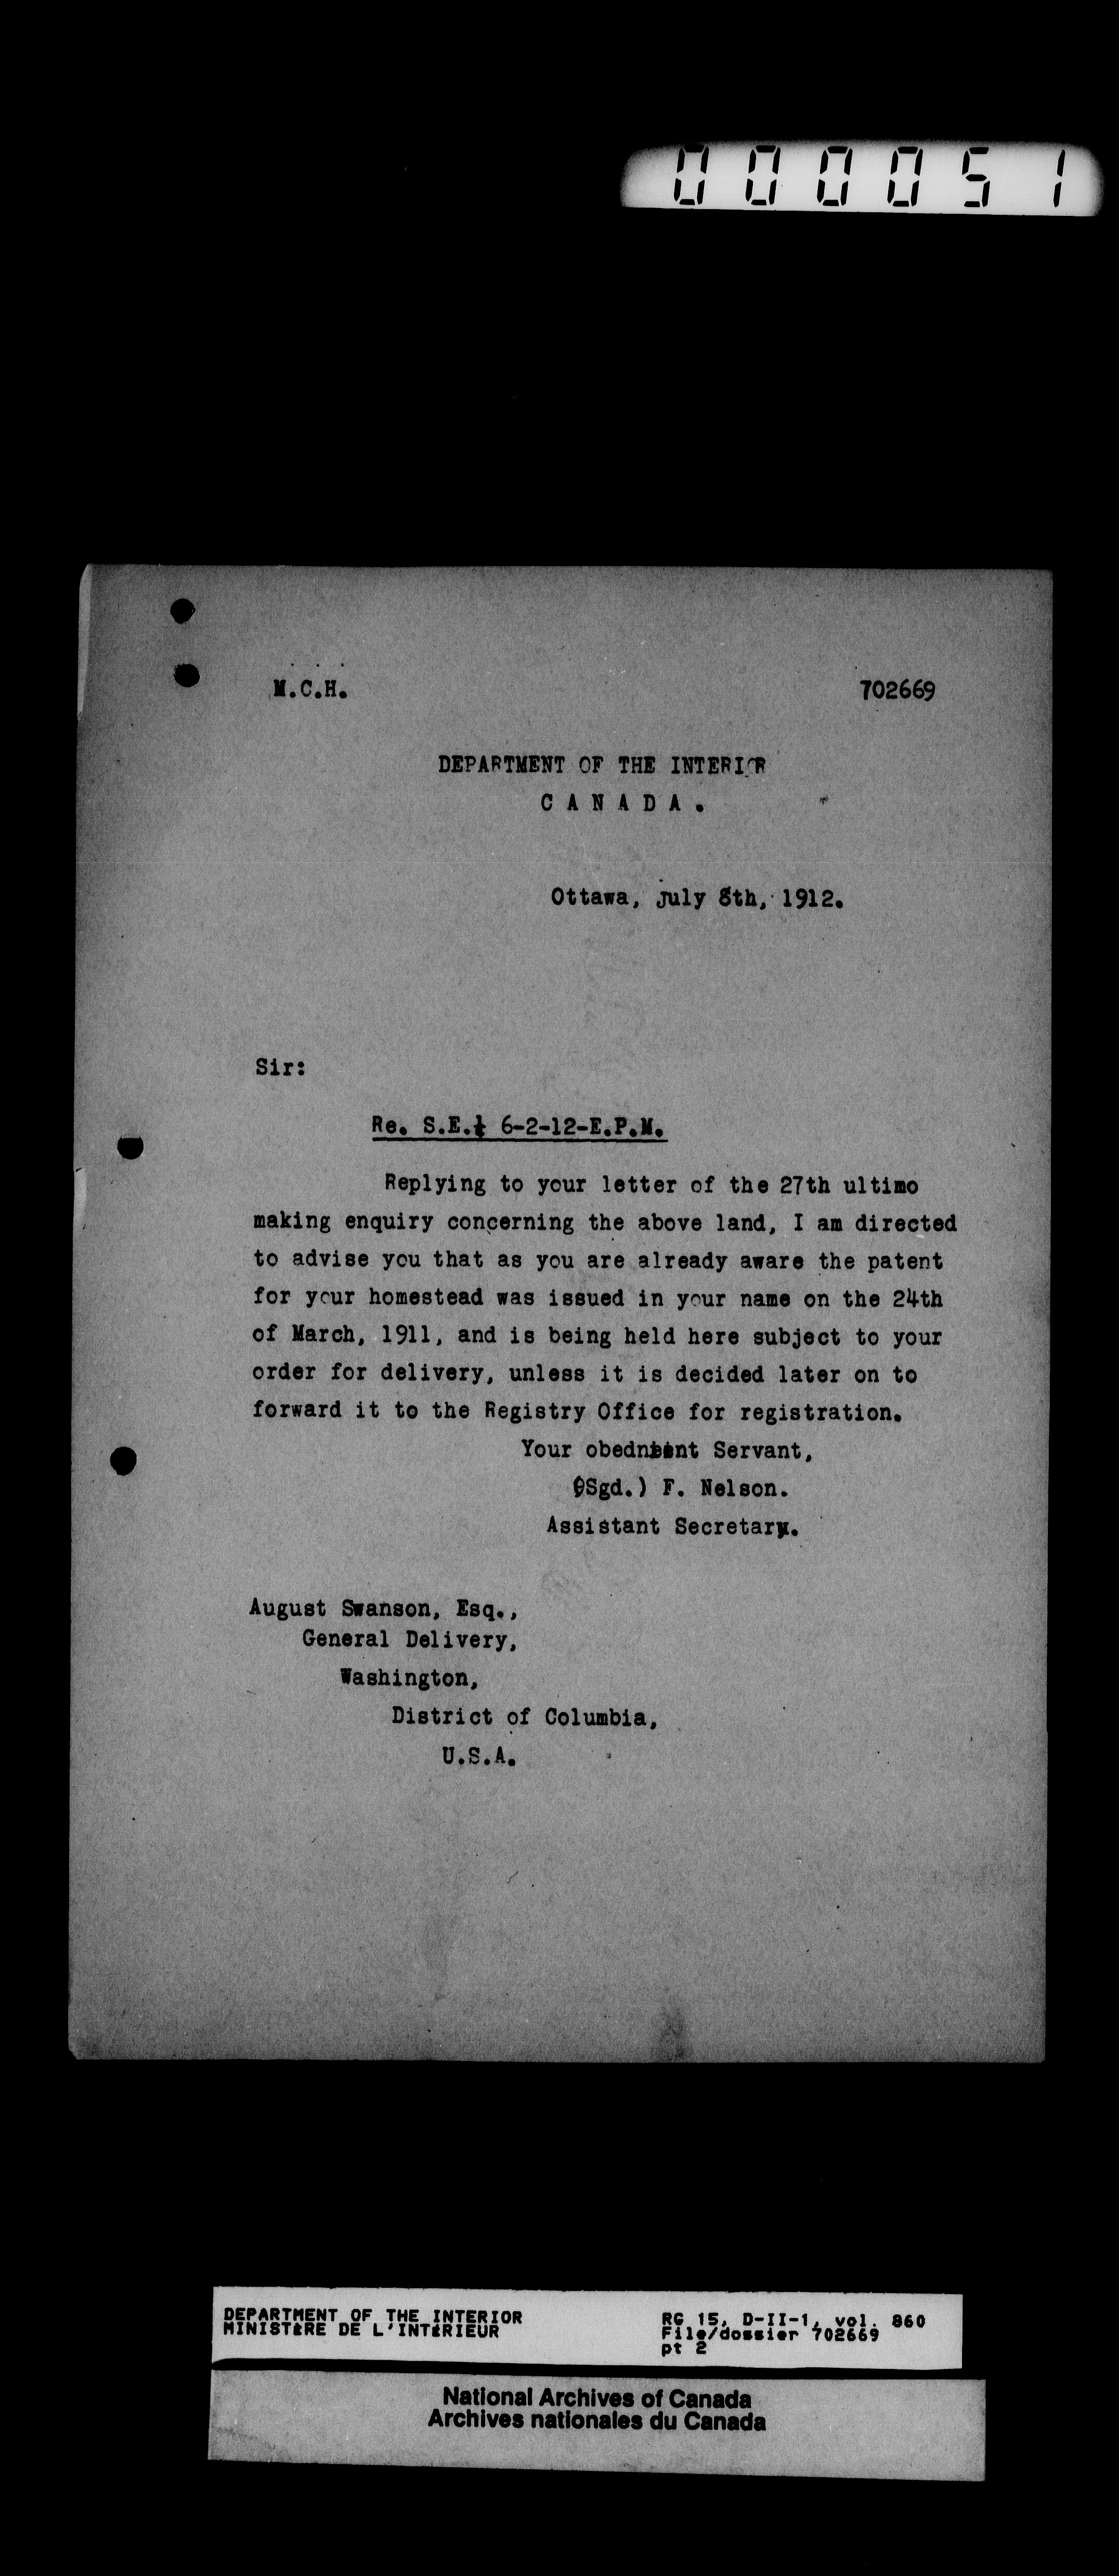 000051
M.C.H. 702669
DEPARTMENT OF THE INTERIOR
CANADA.
Ottawa, july 8th, 1912.
Sir:
Re. S.E.¼ 6-2-12-E.P.M.
Replying to your letter of the 27th ultimo
making enquiry concerning the above land, I am directed
to advise you that as you are already aware the patent
for your homestead was issued in your name on the 24th
of March, 1911, and is being held here subject to your
order for delivery, unless it is decided later on to
forward it to the Registry Office for registration.
Your Servant,
(Sgd.) F. Nelson.
Assistant Secretary.
August Swanson, Esq.,
General Delivery,
Washington,
District of Columbia,
U.S.A.
DEPARTMENT OF THE INTERIOR RG 15, D-II-1, vol. 860
MINISTÈRE DE L'INTÉRIEUR File/dossier 702669
pt 2
National Archives of Canada
Archives nationales du Canada